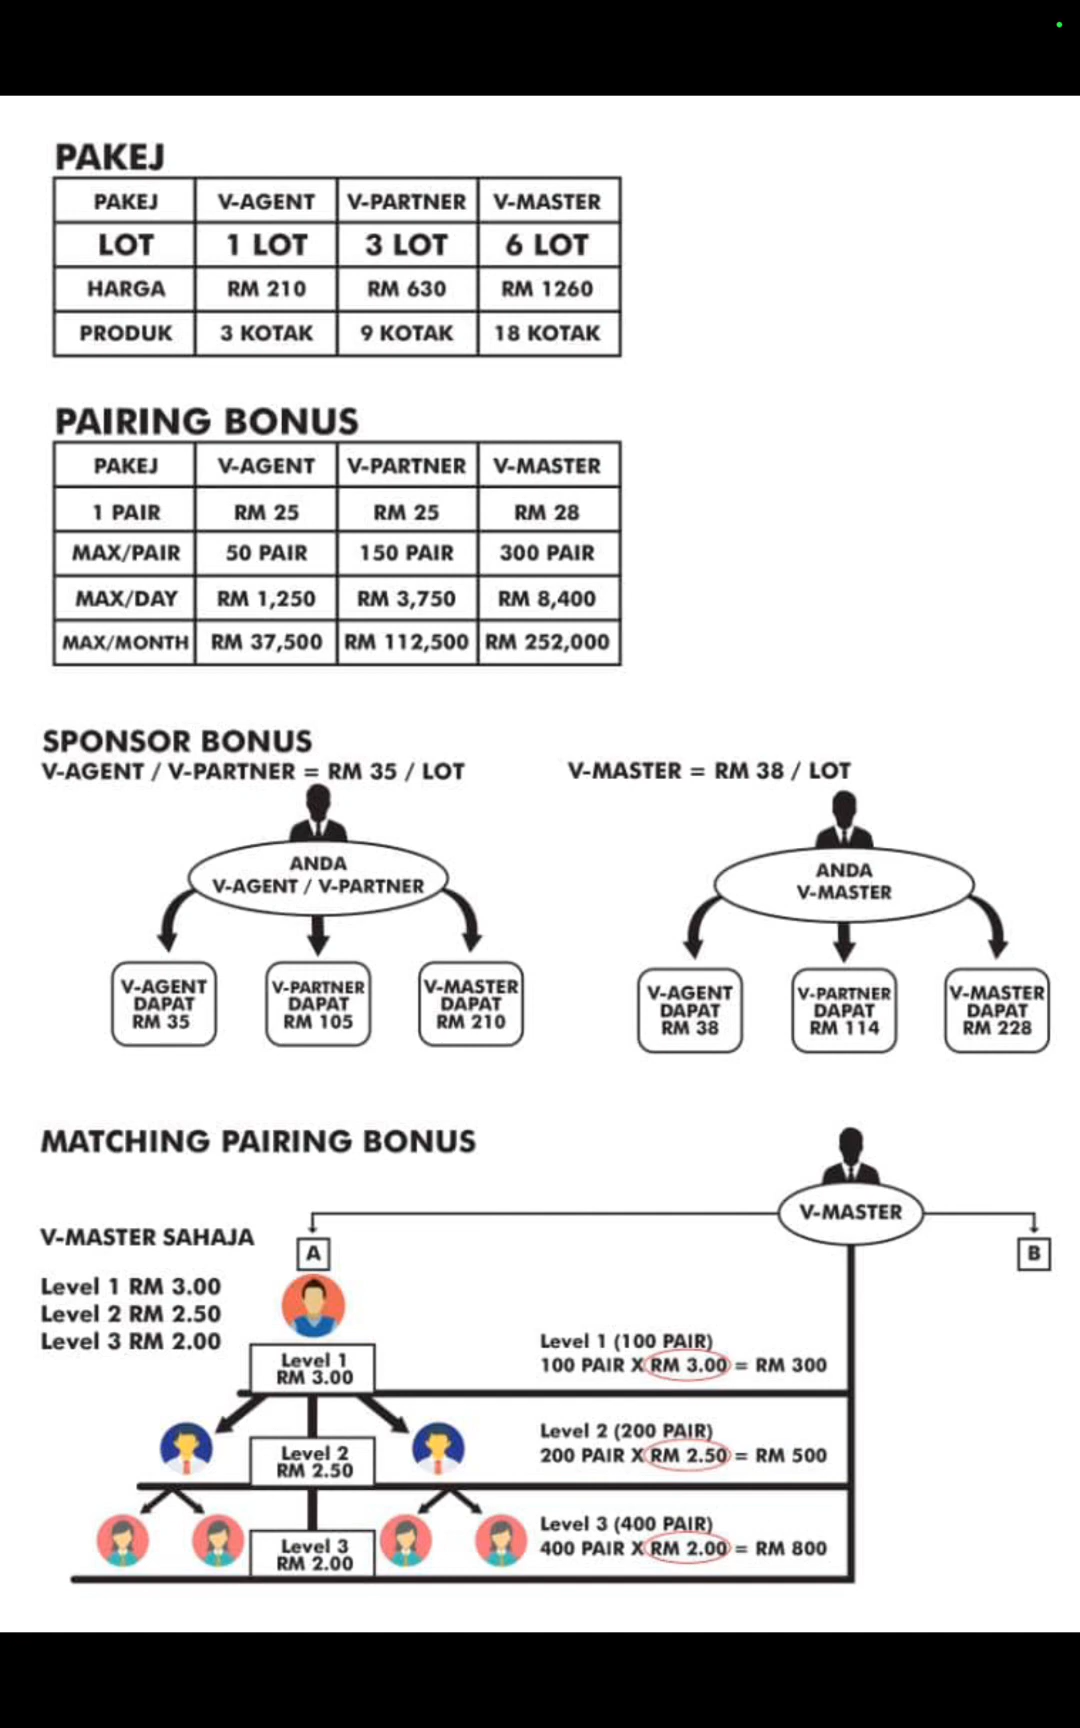 PAKEJ
PAKEJ V-AGENT V-PARTNER V-MASTER
LOT 1 LOT 3 LOT 6 LOT
HARGA RM 210 RM 630 RM 1260
PRODUK 3 KOTAK 9 KOTAK 18 KOTAK
PAIRING BONUS
PAKEJ V-AGENT V-PARTNER V-MASTER
1 PAIR RM 25 RM 25 RM 28
MAX/PAIR 50 PAIR 150 PAIR 300 PAIR
MAX/DAY RM 1,250 RM 3,750 RM 8,400
MAX/MONTH RM 37,500 RM 112,500 RM 252,000
SPONSOR BONUS
V-AGENT / V-PARTNER = RM 35 / LOT
ANDA
V-AGENT / V-PARTNER
V-AGENT
DAPAT
RM 35
V-PARTNER
DAPAT
RM 105
V-MASTER
DAPAT
RM 210
V-MASTER = RM 38 / LOT
ANDA
V-MASTER
V-AGENT
DAPAT
RM 38
V-PARTNER
DAPAT
RM 114
V-MASTER
DAPAT
RM 228
MATCHING PAIRING BONUS
V-MASTER
V-MASTER SAHAJA
A
B
Level 1 RM 3.00
Level 2 RM 2.50
Level 3 RM 2.00
Level 1
RM 3.00
Level 1 (100 PAIR)
100 PAIR X RM 3.00 = RM 300
Level 2
RM 2.50
Level 2 (200 PAIR)
200 PAIR X RM 2.50 = RM 500
Level 3
RM 2.00
Level 3 (400 PAIR)
400 PAIR X RM 2.00 = RM 800